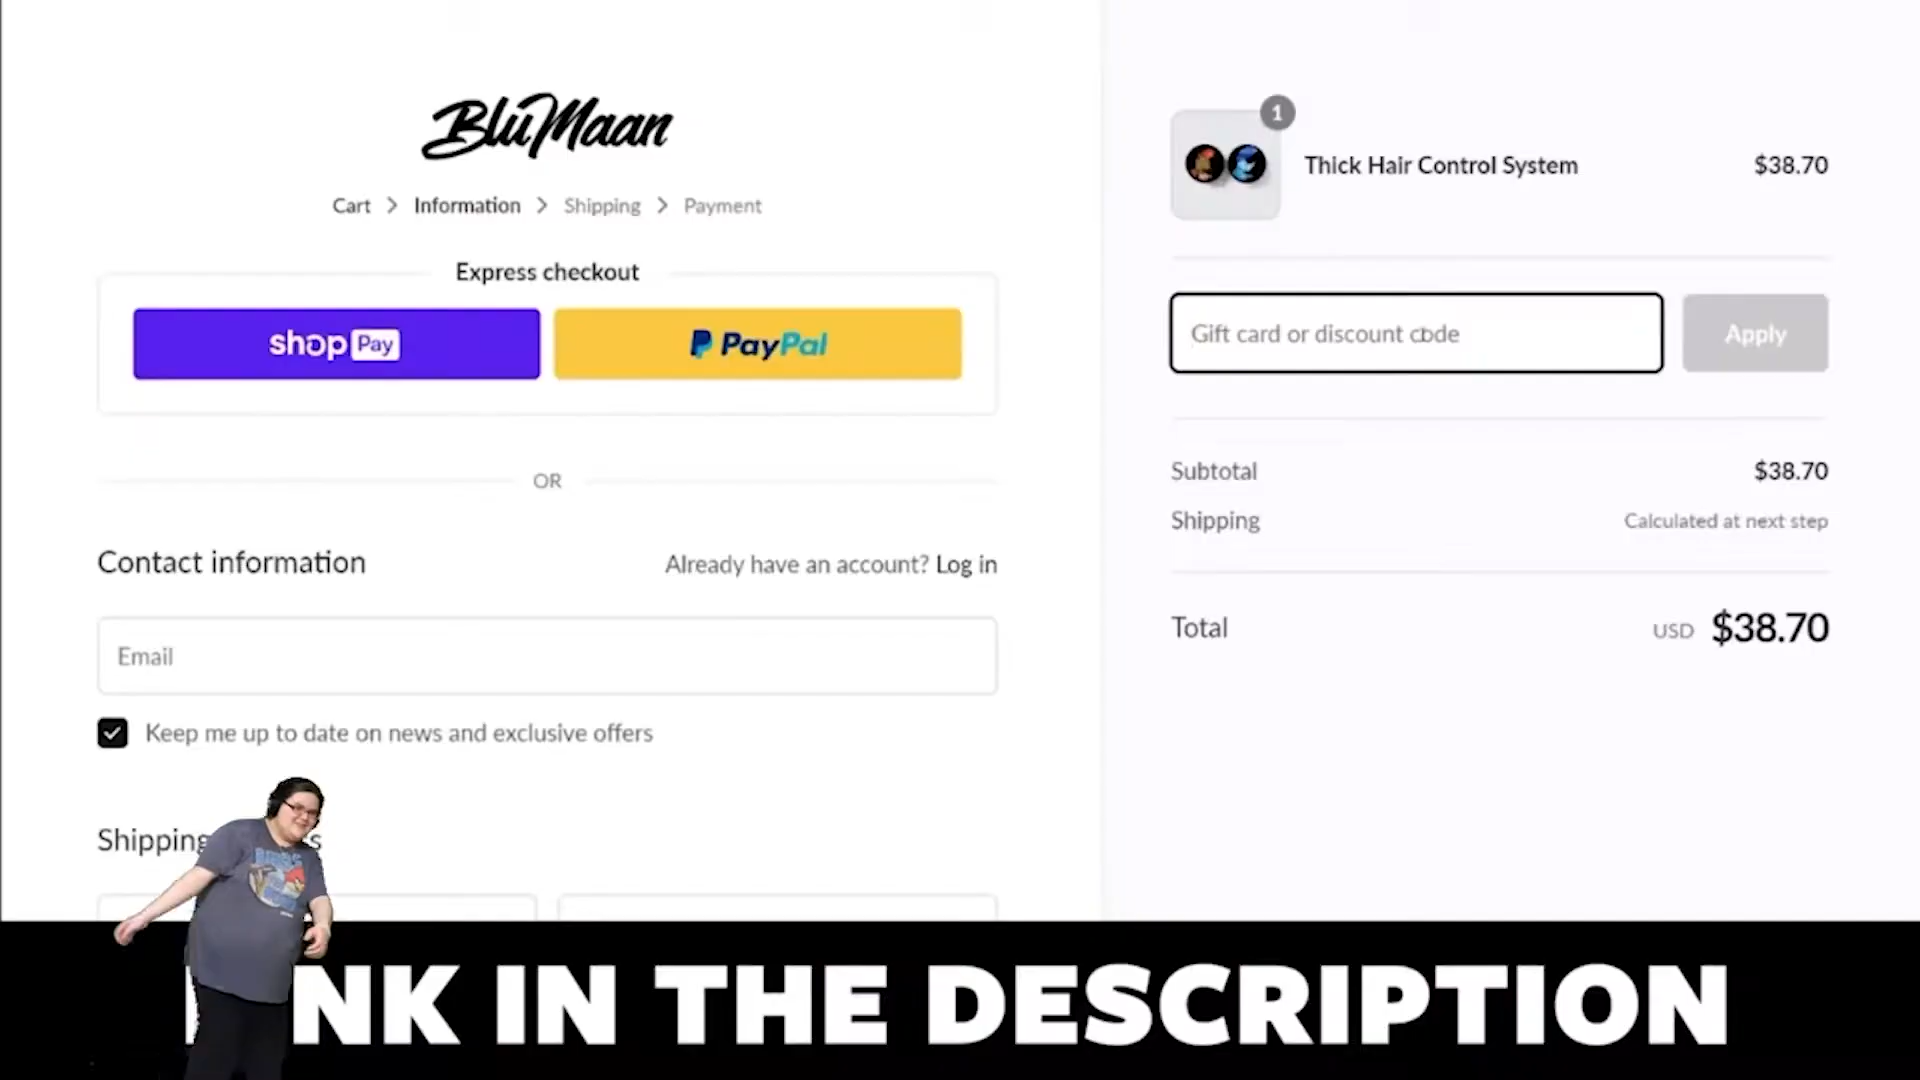 BluMaan
Cart > Information > Shipping > Payment
Express checkout
shop Pay
PayPal
OR
Contact information
Already have an account? Log in
Email
Keep me up to date on news and exclusive offers
Shipping
1
Thick Hair Control System
$38.70
Gift card or discount code
Apply
Subtotal
$38.70
Shipping
Calculated at next step
Total
USD $38.70
NK IN THE DESCRIPTION